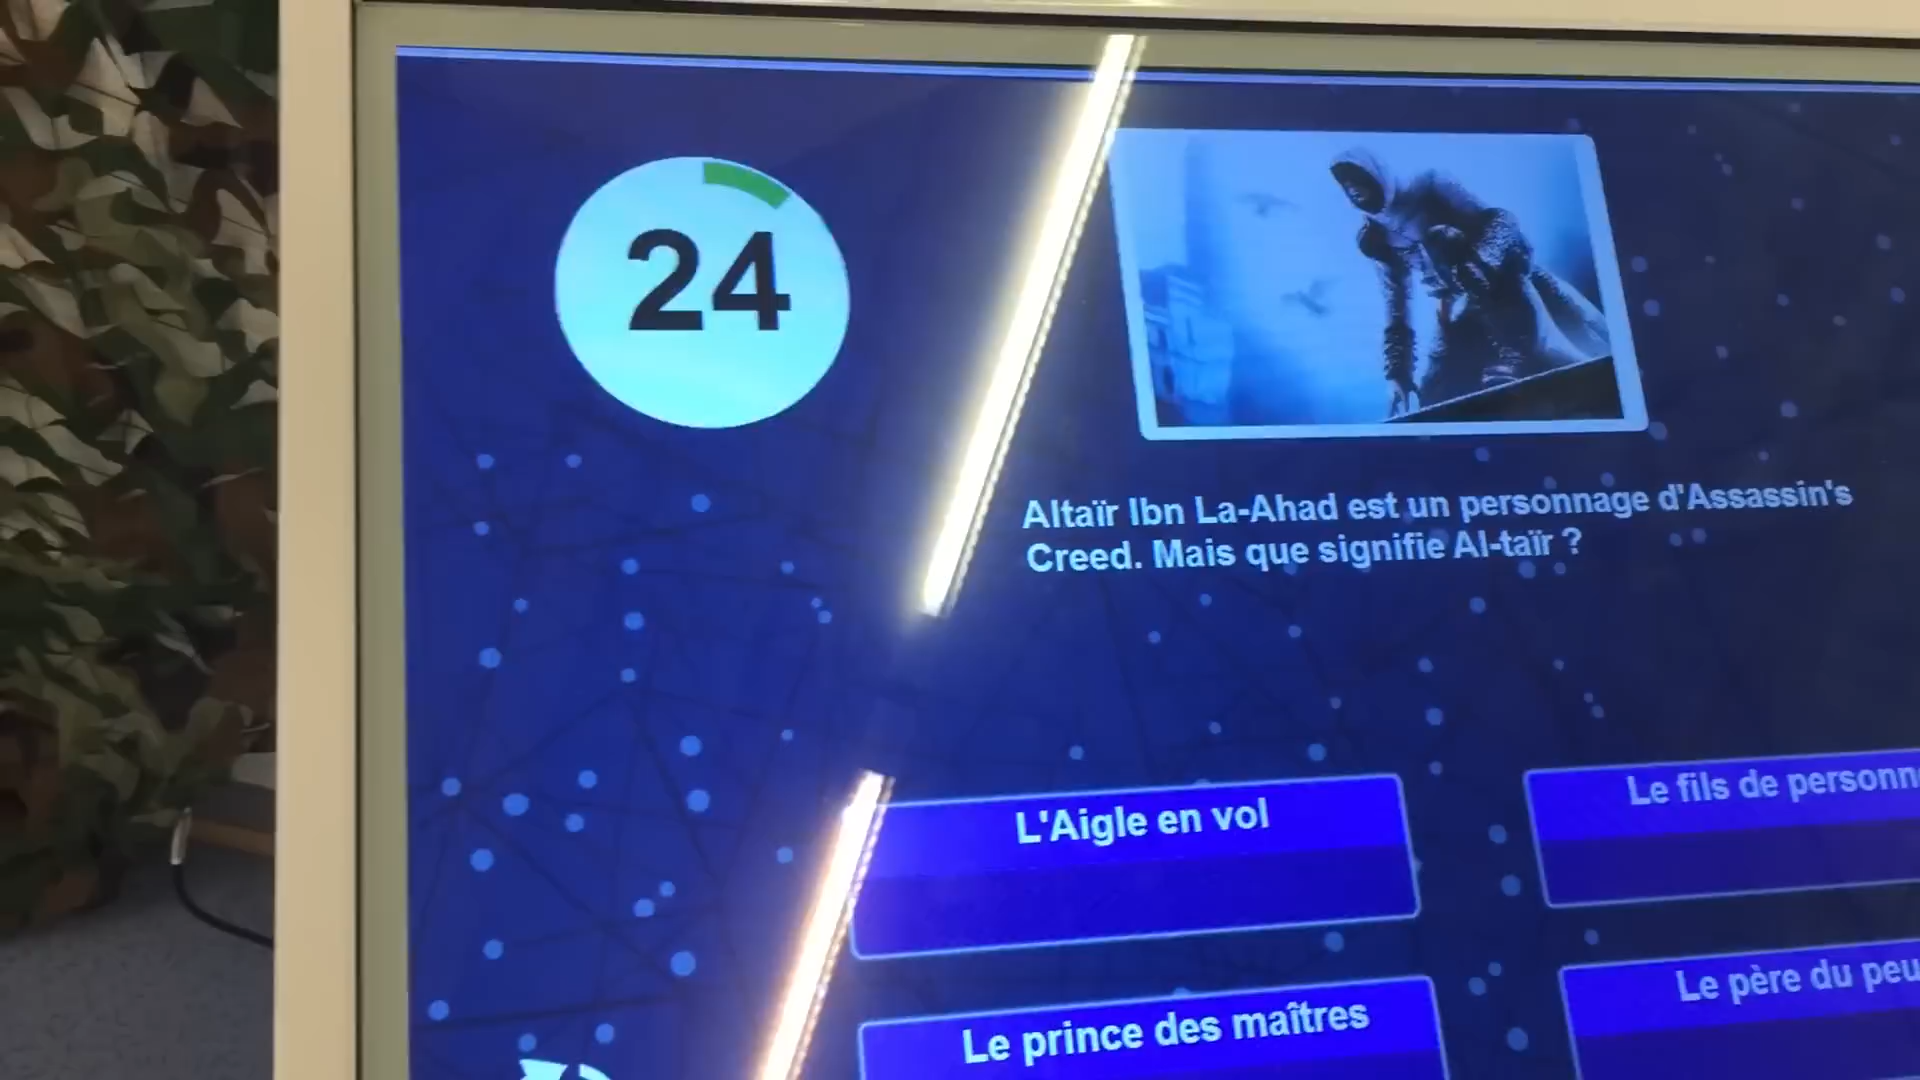 24
Altaïr Ibn La-Ahad est un personnage d'Assassin's
Creed. Mais que signifie Al-taïr ?
L'Aigle en vol
Le fils de
Le prince des maîtres
Le père du